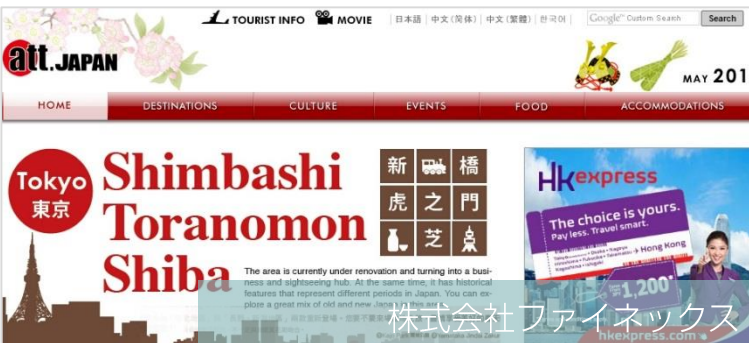 TOURIST INFO
MOVIE
日本語
中文(简体)
中文(繁體)
한국어
Google™ Custom Search
Search
att.JAPAN
MAY 201
HOME
DESTINATIONS
CULTURE
EVENTS
FOOD
ACCOMMODATIONS
Tokyo
東京
Shimbashi
Toranomon
Shiba
新 橋
虎之門
芝
The area is currently under renovation and turning into a busi-
ness and sightseeing hub. At the same time, it has historical
features that represent different periods in Japan. You can ex-
plore a great mix of old and new Japan in this area.
hk express
The choice is yours.
Pay less. Travel smart.
Hong Kong
1,200
hkexpress.com
株式会社ファイネックス